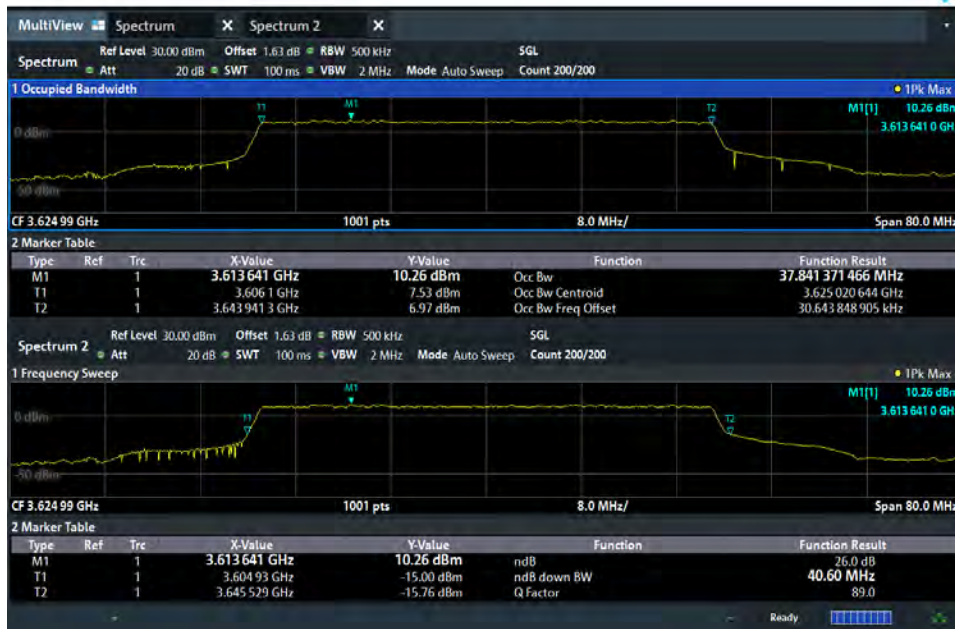 MultiView Spectrum X Spectrum 2 X
Spectrum Ref Level 30.00 dBm Offset 1.63 dB RBW 500 kHz SGL
Att 20 dB SWT 100 ms VBW 2 MHz Mode Auto Sweep Count 200/200
1 Occupied Bandwidth 1Pk Max
T1 M1 T2 M1[1] 10.26 dBm
0 dBm 3.613 641 0 GH
-50 dBm
CF 3.624 99 GHz 1001 pts 8.0 MHz/ Span 80.0 MHz
2 Marker Table
Type Ref Trc X-Value Y-Value Function Function Result
M1 1 3.613 641 GHz 10.26 dBm Occ Bw 37.841 371 466 MHz
T1 1 3.606 1 GHz 7.53 dBm Occ Bw Centroid 3.625 020 644 GHz
T2 1 3.643 941 3 GHz 6.97 dBm Occ Bw Freq Offset 30.643 848 905 kHz
Spectrum 2 Ref Level 30.00 dBm Offset 1.63 dB RBW 500 kHz SGL
Att 20 dB SWT 100 ms VBW 2 MHz Mode Auto Sweep Count 200/200
1 Frequency Sweep 1Pk Max
M1 M1[1] 10.26 dBm
0 dBm T1 T2 3.613 641 0 GH
-50 dBm
CF 3.624 99 GHz 1001 pts 8.0 MHz/ Span 80.0 MHz
2 Marker Table
Type Ref Trc X-Value Y-Value Function Function Result
M1 1 3.613 641 GHz 10.26 dBm ndB 26.0 dB
T1 1 3.604 93 GHz -15.00 dBm ndB down BW 40.60 MHz
T2 1 3.645 529 GHz -15.76 dBm Q Factor 89.0
Ready